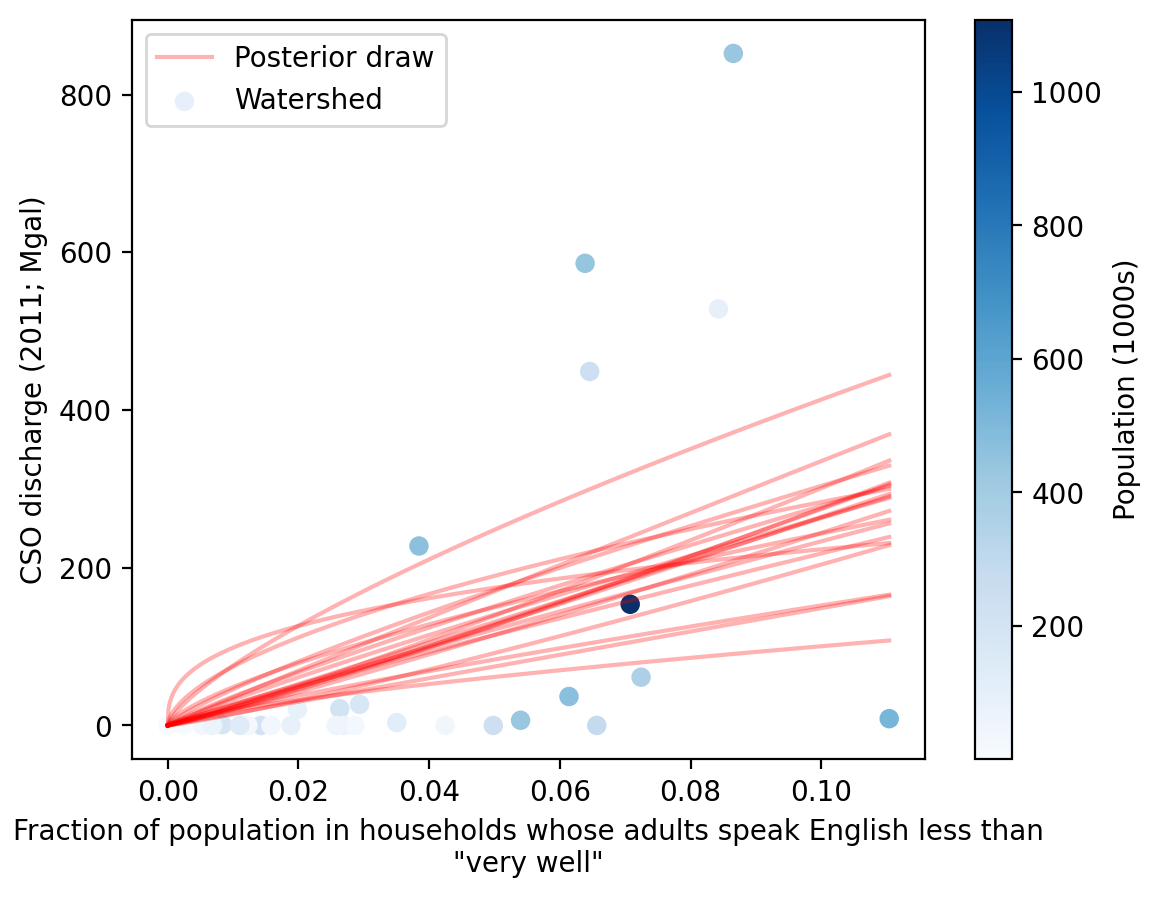 Posterior draw
Watershed
800
600
400
200
0
CSO discharge (2011; Mgal)
0.00 0.02 0.04 0.06 0.08 0.10
Fraction of population in households whose adults speak English less than
"very well"
1000
800
600
400
200
Population (1000s)